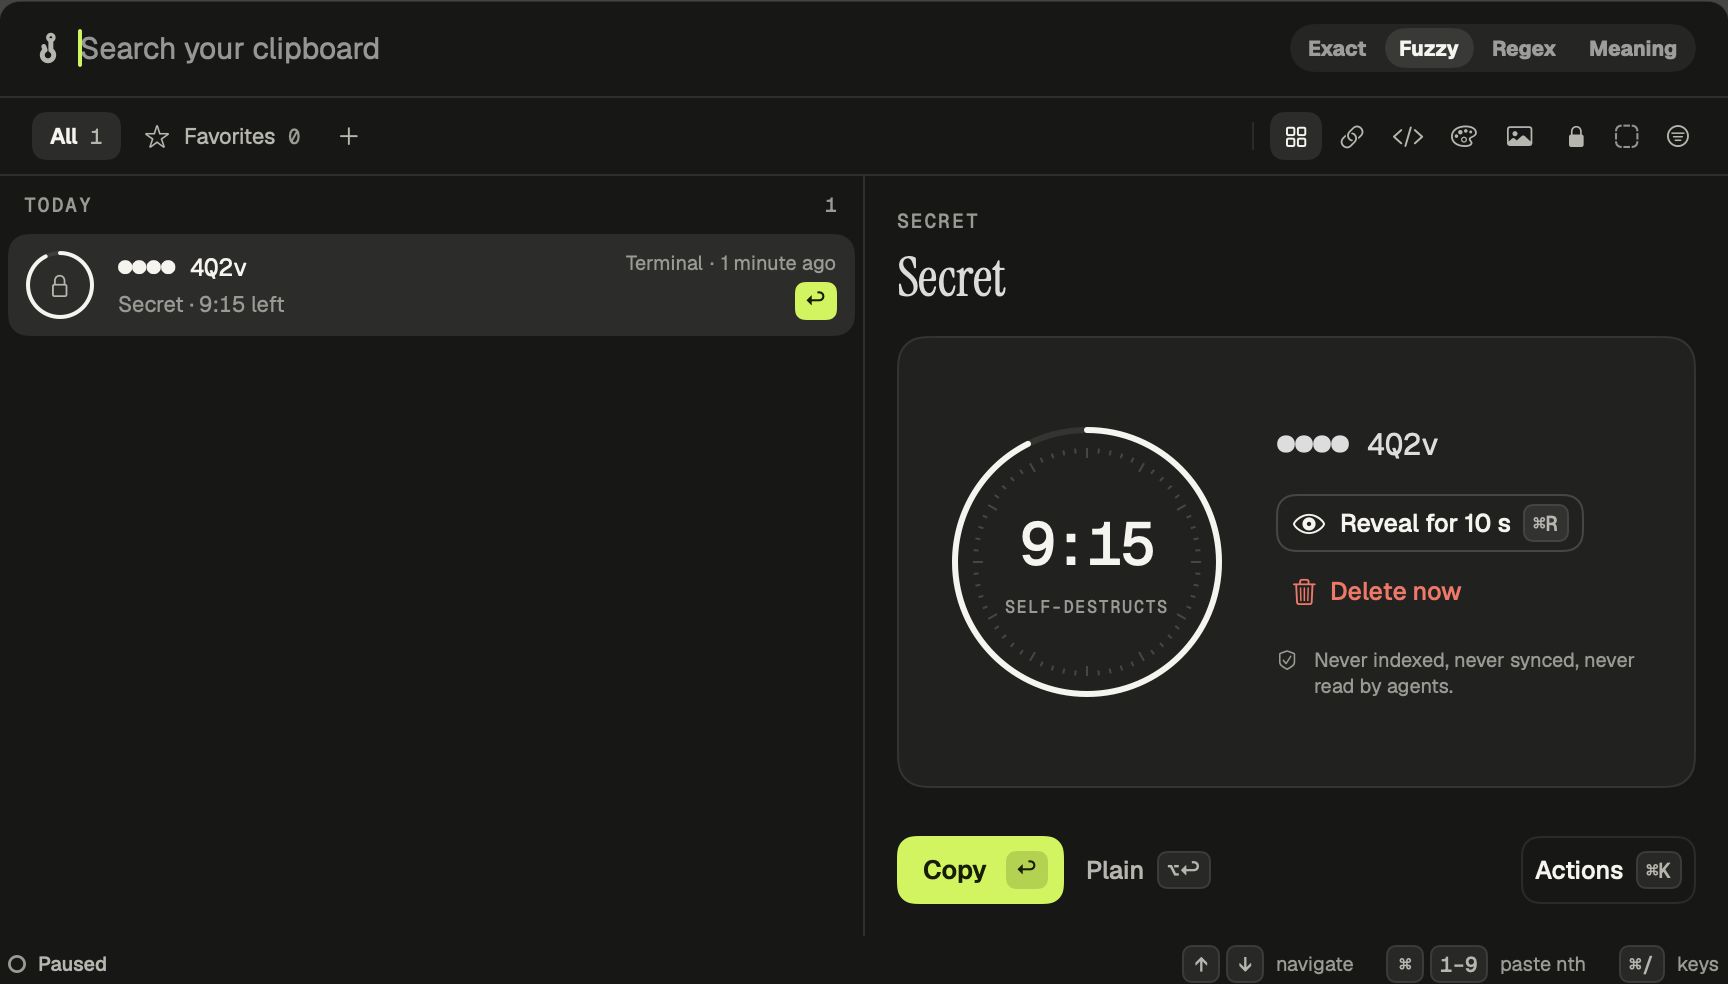 Search your clipboard
Exact Fuzzy Regex Meaning
All 1 Favorites 0 +
TODAY 1
●●●● 4Q2v
Terminal · 1 minute ago
Secret · 9:15 left
SECRET
Secret
9:15
SELF-DESTRUCTS
●●●● 4Q2v
Reveal for 10 s ⌘R
Delete now
Never indexed, never synced, never
read by agents.
Copy ↩ Plain ⌥↩ Actions ⌘K
Paused ↑ ↓ navigate ⌘ 1-9 paste nth ⌘/ keys